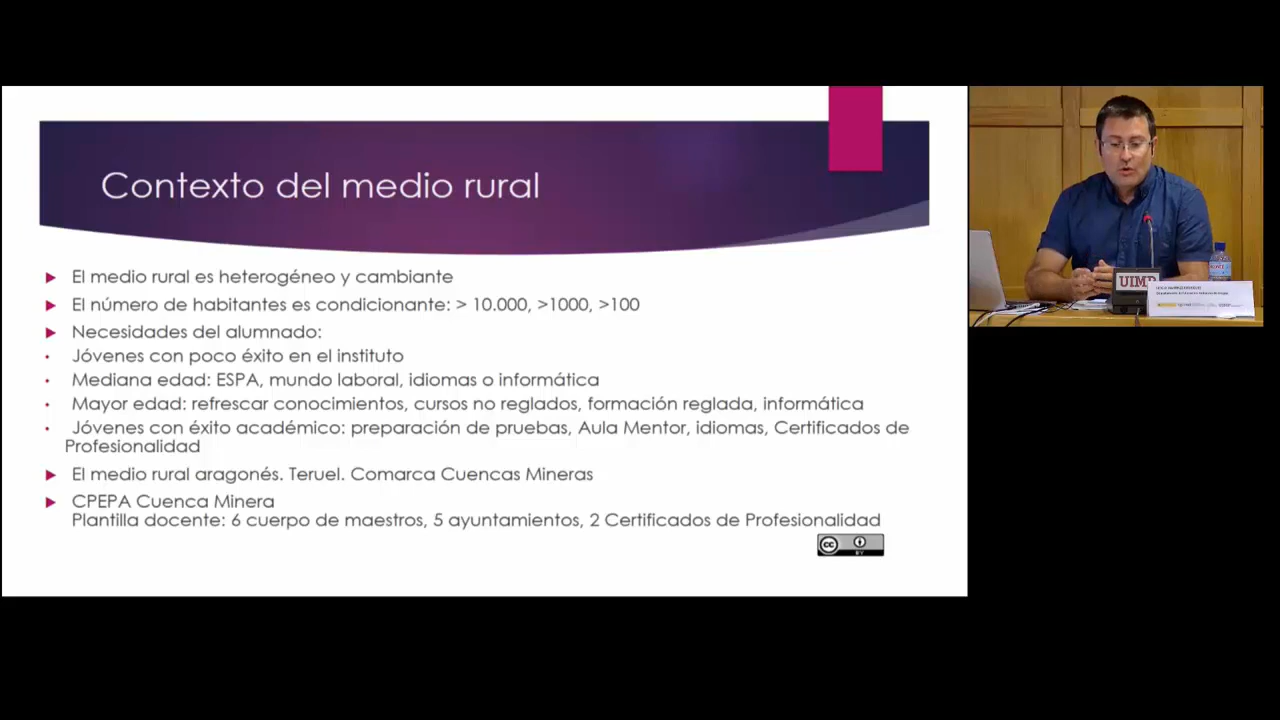 Contexto del medio rural
El medio rural es heterogéneo y cambiante
El número de habitantes es condicionante: > 10.000, >1000, >100
Necesidades del alumnado:
Jóvenes con poco éxito en el instituto
Mediana edad: ESPA, mundo laboral, idiomas o informática
Mayor edad: refrescar conocimientos, cursos no reglados, formación reglada, informática
Jóvenes con éxito académico: preparación de pruebas, Aula Mentor, idiomas, Certificados de
Profesionalidad
El medio rural aragonés. Teruel. Comarca Cuencas Mineras
CPEPA Cuenca Minera
Plantilla docente: 6 cuerpo de maestros, 5 ayuntamientos, 2 Certificados de Profesionalidad
cc
BY
UIMP